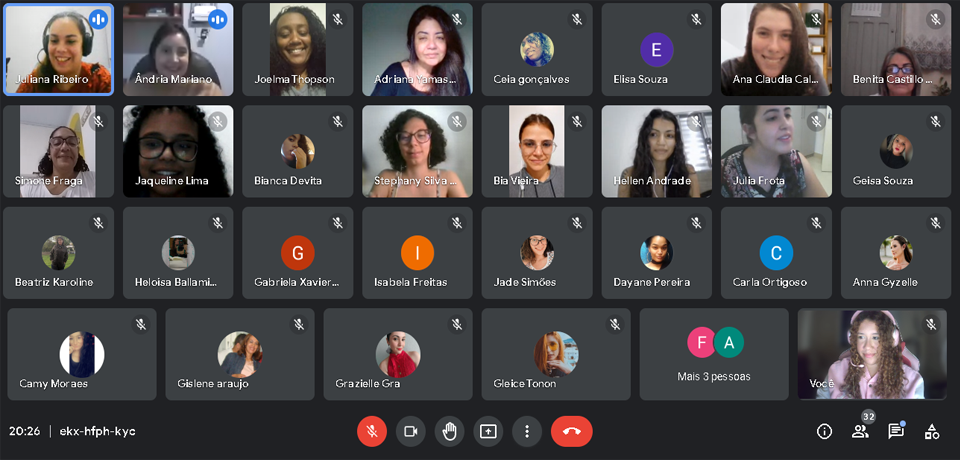 Juliana Ribeiro
Ândria Mariano
Joelma Thopson
Adriana Yamas...
Ceia gonçalves
E
Elisa Souza
Ana Claudia Cal...
Benita Castillo ...
Simone Fraga
Jaqueline Lima
Bianca Devita
Stephany Silva ...
Bia Vieira
Hellen Andrade
Julia Frota
Geisa Souza
Beatriz Karoline
Heloisa Ballami...
G
Gabriela Xavier...
I
Isabela Freitas
Jade Simões
Dayane Pereira
C
Carla Ortigoso
Anna Gyzelle
Camy Moraes
Gislene araujo
Grazielle Gra
Gleice Tonon
F A
Mais 3 pessoas
Você
20:26 | ekx-hfph-kyc
32